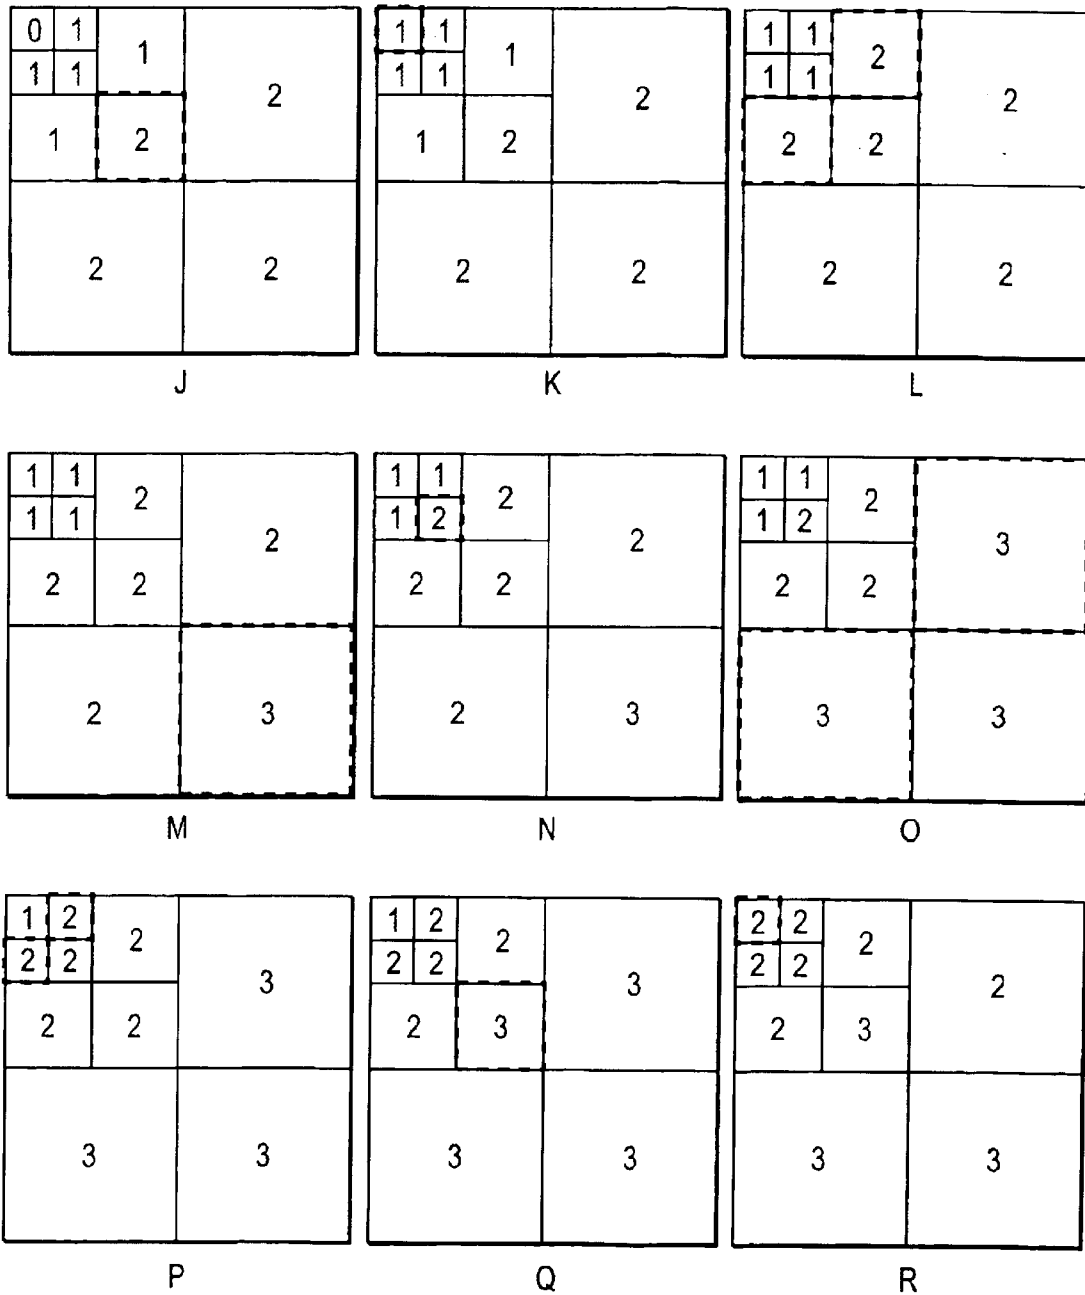 0 1 1 2 1 1 1 2 2 2
J
1 1 1 2 1 1 1 2 2 2
K
1 1 2 2 1 1 2 2 2 2
L
1 1 2 2 1 1 2 2 2 3
M
1 1 2 2 1 2 2 2 2 3
N
1 1 2 3 1 2 2 2 3 3
O
1 2 2 3 2 2 2 2 3 3
P
1 2 2 3 2 2 2 3 3 3
Q
2 2 2 2 2 2 2 3 3 3
R